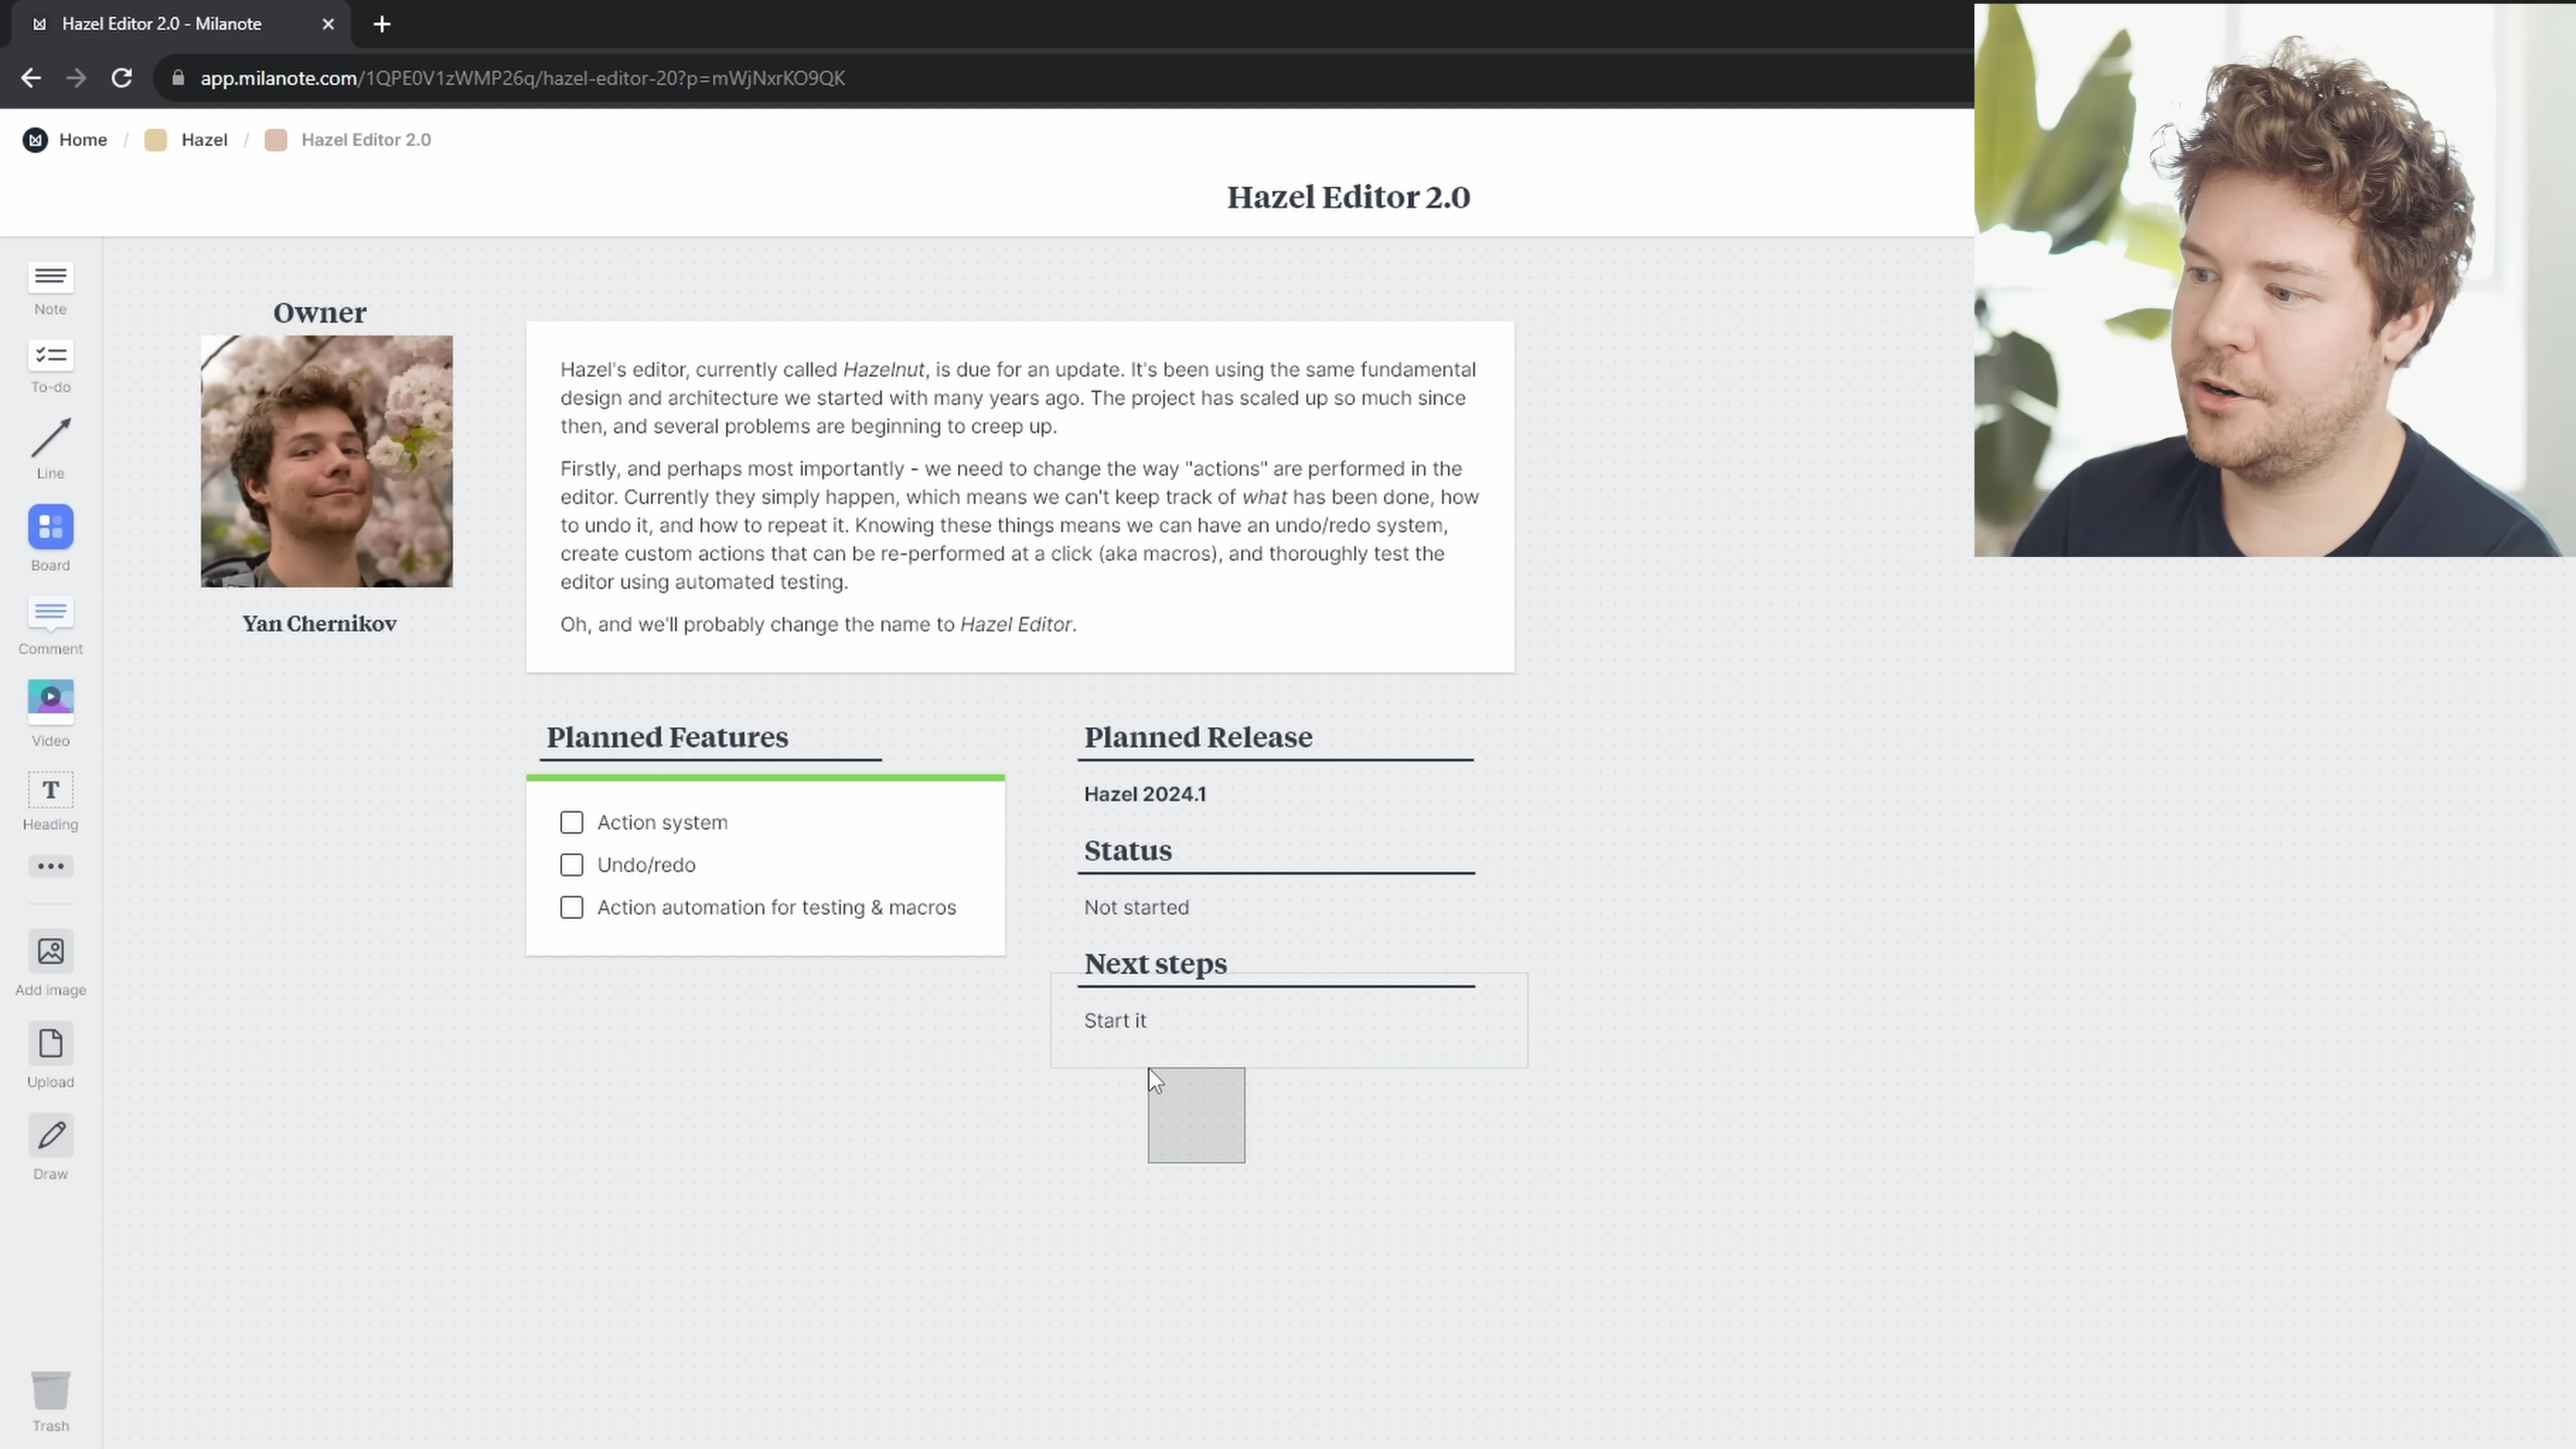 Hazel Editor 2.0 - Milanote
app.milanote.com/1QPE0V1zWMP26q/hazel-editor-20?p=mWjNxrKO9QK
Home / Hazel / Hazel Editor 2.0
Hazel Editor 2.0
Note
To-do
Line
Board
Comment
Video
T
Heading
Add image
Upload
Draw
Trash
Owner
Yan Chernikov
Hazel's editor, currently called Hazelnut, is due for an update. It's been using the same fundamental
design and architecture we started with many years ago. The project has scaled up so much since
then, and several problems are beginning to creep up.
Firstly, and perhaps most importantly - we need to change the way "actions" are performed in the
editor. Currently they simply happen, which means we can't keep track of what has been done, how
to undo it, and how to repeat it. Knowing these things means we can have an undo/redo system,
create custom actions that can be re-performed at a click (aka macros), and thoroughly test the
editor using automated testing.
Oh, and we'll probably change the name to Hazel Editor.
Planned Features
Action system
Undo/redo
Action automation for testing & macros
Planned Release
Hazel 2024.1
Status
Not started
Next steps
Start it